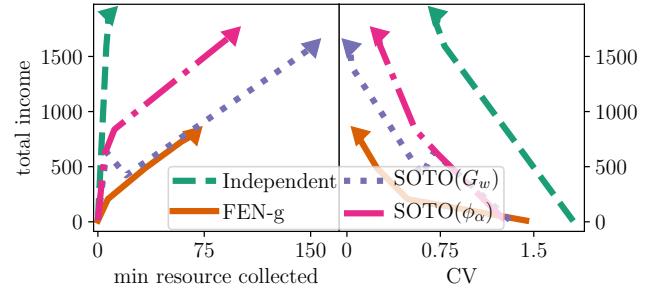 total income
1500
1000
500
0
1500
1000
500
0
Independent
FEN-g
SOTO(G_w)
SOTO(ϕ_α)
0 75 150
0 0.75 1.5
min resource collected
CV